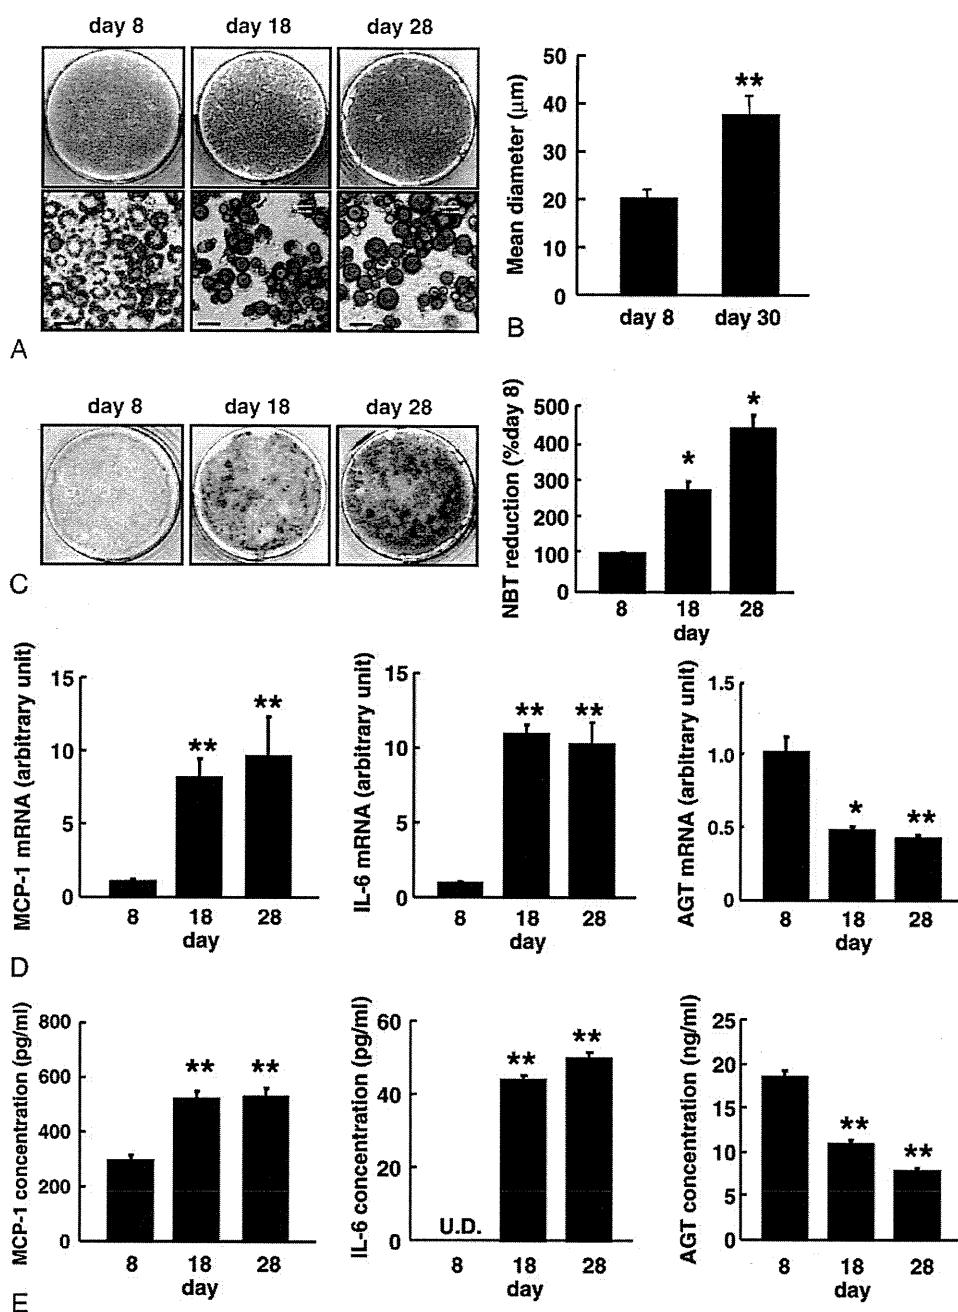 day 8
day 18
day 28
A
Mean diameter (μm)
50
40
30
20
10
0
**
day 8
day 30
B
day 8
day 18
day 28
C
NBT reduction (%day 8)
500
400
300
200
100
0
*
*
8
18
28
day
MCP-1 mRNA (arbitrary unit)
15
10
5
0
**
**
8
18
28
day
IL-6 mRNA (arbitrary unit)
15
10
5
0
**
**
8
18
28
day
AGT mRNA (arbitrary unit)
1.5
1.0
0.5
0
*
**
8
18
28
day
D
MCP-1 concentration (pg/ml)
800
600
400
200
0
**
**
8
18
28
day
IL-6 concentration (pg/ml)
60
40
20
0
U.D.
**
**
8
18
28
day
AGT concentration (ng/ml)
25
20
15
10
5
0
**
**
8
18
28
day
E